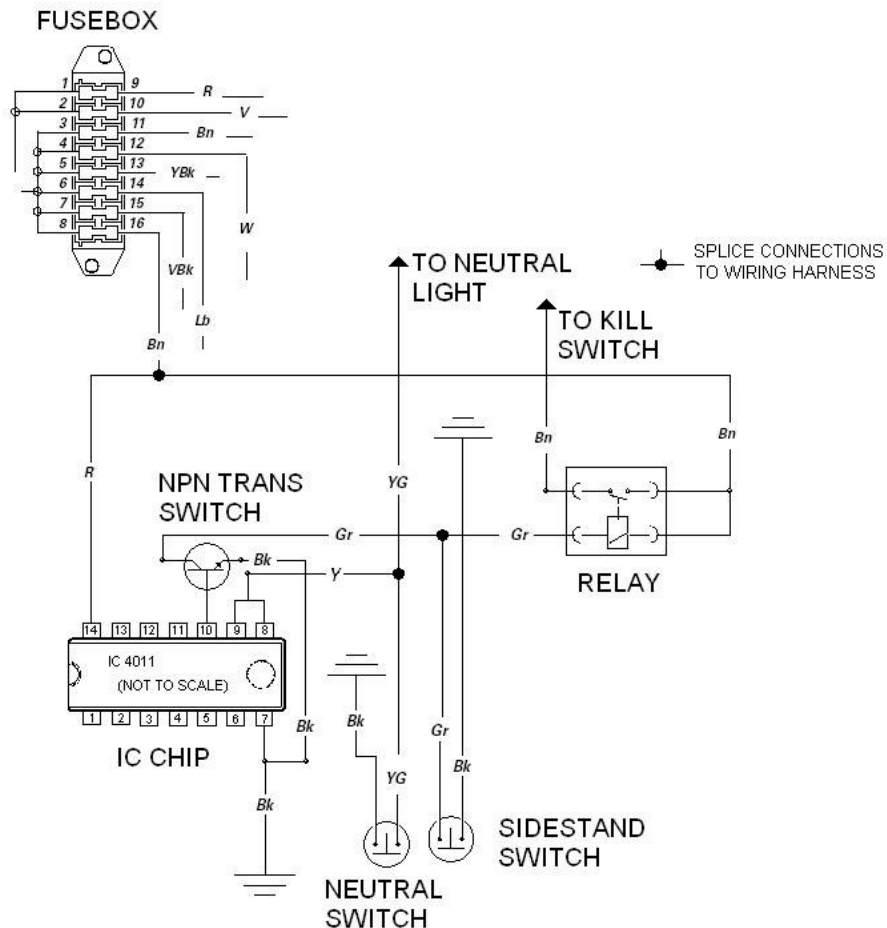 FUSEBOX
1 9
R
2 10
V
3 11
Bn
4 12
5 13
YBk
6 14
7 15
W
8 16
VBk
Lb
Bn
TO NEUTRAL
LIGHT
SPLICE CONNECTIONS
TO WIRING HARNESS
TO KILL
SWITCH
R
NPN TRANS
SWITCH
YG
Bn
Bn
Gr
Gr
Bk
Y
RELAY
14 13 12 11 10 9 8
IC 4011
(NOT TO SCALE)
1 2 3 4 5 6 7
IC CHIP
Bk
Bk
Gr
Bk
YG
Bk
SIDESTAND
SWITCH
NEUTRAL
SWITCH